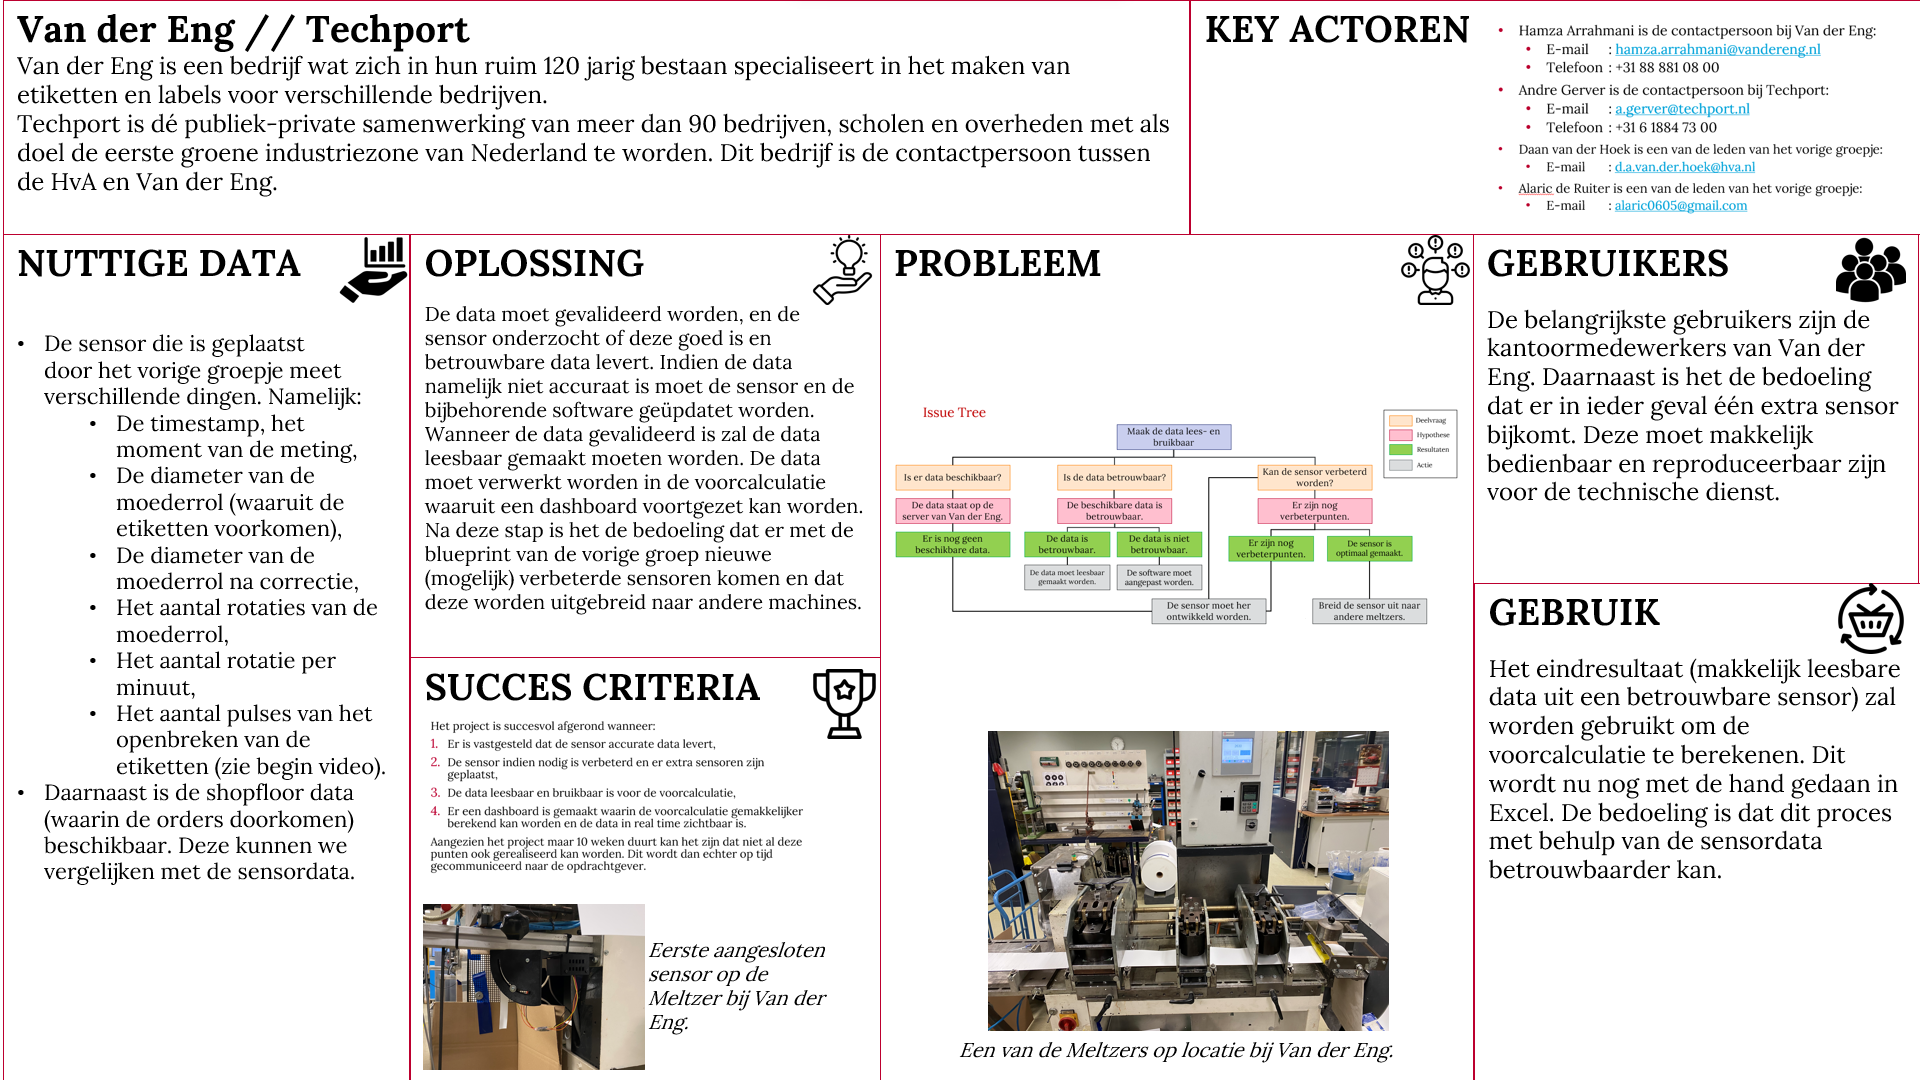 Van der Eng // Techport
Van der Eng is een bedrijf wat zich in hun ruim 120 jarig bestaan specialiseert in het maken van
etiketten en labels voor verschillende bedrijven.
Techport is dé publiek-private samenwerking van meer dan 90 bedrijven, scholen en overheden met als
doel de eerste groene industriezone van Nederland te worden. Dit bedrijf is de contactpersoon tussen
de HvA en Van der Eng.
KEY ACTOREN
• Hamza Arrahmani is de contactpersoon bij Van der Eng:
• E-mail : hamza.arrahmani@vandereng.nl
• Telefoon : +31 88 881 08 00
• Andre Gerver is de contactpersoon bij Techport:
• E-mail : a.gerver@techport.nl
• Telefoon : +31 6 1884 73 00
• Daan van der Hoek is een van de leden van het vorige groepje:
• E-mail : d.a.van.der.hoek@hva.nl
• Alaric de Ruiter is een van de leden van het vorige groepje:
• E-mail : alaric0605@gmail.com
NUTTIGE DATA
• De sensor die is geplaatst
door het vorige groepje meet
verschillende dingen. Namelijk:
• De timestamp, het
moment van de meting,
• De diameter van de
moederrol (waaruit de
etiketten voorkomen),
• De diameter van de
moederrol na correctie,
• Het aantal rotaties van de
moederrol,
• Het aantal rotatie per
minuut,
• Het aantal pulses van het
openbreken van de
etiketten (zie begin video).
• Daarnaast is de shopfloor data
(waarin de orders doorkomen)
beschikbaar. Deze kunnen we
vergelijken met de sensordata.
OPLOSSING
De data moet gevalideerd worden, en de
sensor onderzocht of deze goed is en
betrouwbare data levert. Indien de data
namelijk niet accuraat is moet de sensor en de
bijbehorende software geüpdatet worden.
Wanneer de data gevalideerd is zal de data
leesbaar gemaakt moeten worden. De data
moet verwerkt worden in de voorcalculatie
waaruit een dashboard voortgezet kan worden.
Na deze stap is het de bedoeling dat er met de
blueprint van de vorige groep nieuwe
(mogelijk) verbeterde sensoren komen en dat
deze worden uitgebreid naar andere machines.
SUCCES CRITERIA
Het project is succesvol afgerond wanneer:
1. Er is vastgesteld dat de sensor accurate data levert,
2. De sensor indien nodig is verbeterd en er extra sensoren zijn
geplaatst,
3. De data leesbaar en bruikbaar is voor de voorcalculatie,
4. Er een dashboard is gemaakt waarin de voorcalculatie gemakkelijker
berekend kan worden en de data in real time zichtbaar is.
Aangezien het project maar 10 weken duurt kan het zijn dat niet al deze
punten ook gerealiseerd kan worden. Dit wordt dan echter op tijd
gecommuniceerd naar de opdrachtgever.
Eerste aangesloten
sensor op de
Meltzer bij Van der
Eng.
PROBLEEM
Issue Tree
Deelvraag
Hypothese
Resultaten
Actie
Maak de data lees- en
bruikbaar
Is er data beschikbaar?
Is de data betrouwbaar?
Kan de sensor verbeterd
worden?
De data staat op de
server van Van der Eng.
De beschikbare data is
betrouwbaar.
Er zijn nog
verbeterpunten.
Er is nog geen
beschikbare data.
De data is
betrouwbaar.
De data is niet
betrouwbaar.
Er zijn nog
verbeterpunten.
De sensor is
optimaal gemaakt.
De data moet leesbaar
gemaakt worden.
De software moet
aangepast worden.
De sensor moet her
ontwikkeld worden.
Breid de sensor uit naar
andere meltzers.
Een van de Meltzers op locatie bij Van der Eng.
GEBRUIKERS
De belangrijkste gebruikers zijn de
kantoormedewerkers van Van der
Eng. Daarnaast is het de bedoeling
dat er in ieder geval één extra sensor
bijkomt. Deze moet makkelijk
bedienbaar en reproduceerbaar zijn
voor de technische dienst.
GEBRUIK
Het eindresultaat (makkelijk leesbare
data uit een betrouwbare sensor) zal
worden gebruikt om de
voorcalculatie te berekenen. Dit
wordt nu nog met de hand gedaan in
Excel. De bedoeling is dat dit proces
met behulp van de sensordata
betrouwbaarder kan.